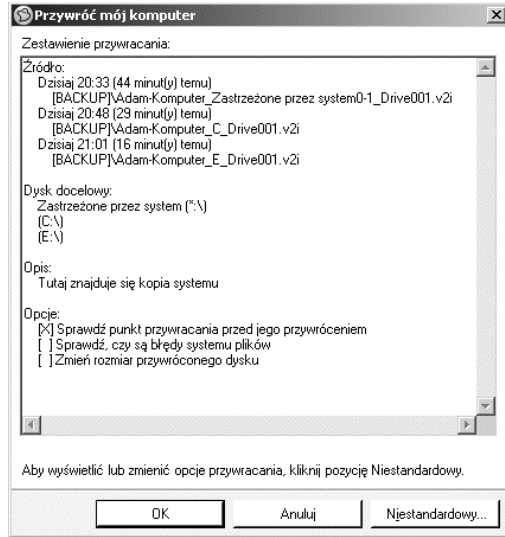 Przywróć mój komputer
Zestawienie przywracania:
Źródło:
Dzisiaj 20:33 (44 minut(y) temu)
[BACKUP]\Adam-Komputer_Zastrzeżone przez system0-1_Drive001.v2i
Dzisiaj 20:48 (29 minut(y) temu)
[BACKUP]\Adam-Komputer_C_Drive001.v2i
Dzisiaj 21:01 (16 minut(y) temu)
[BACKUP]\Adam-Komputer_E_Drive001.v2i
Dysk docelowy:
Zastrzeżone przez system (*:\)
(C:\)
(E:\)
Opis:
Tutaj znajduje się kopia systemu
Opcje:
[X] Sprawdź punkt przywracania przed jego przywróceniem
[ ] Sprawdź, czy są błędy systemu plików
[ ] Zmień rozmiar przywróconego dysku
Aby wyświetlić lub zmienić opcje przywracania, kliknij pozycję Niestandardowy.
OK Anuluj Niestandardowy...